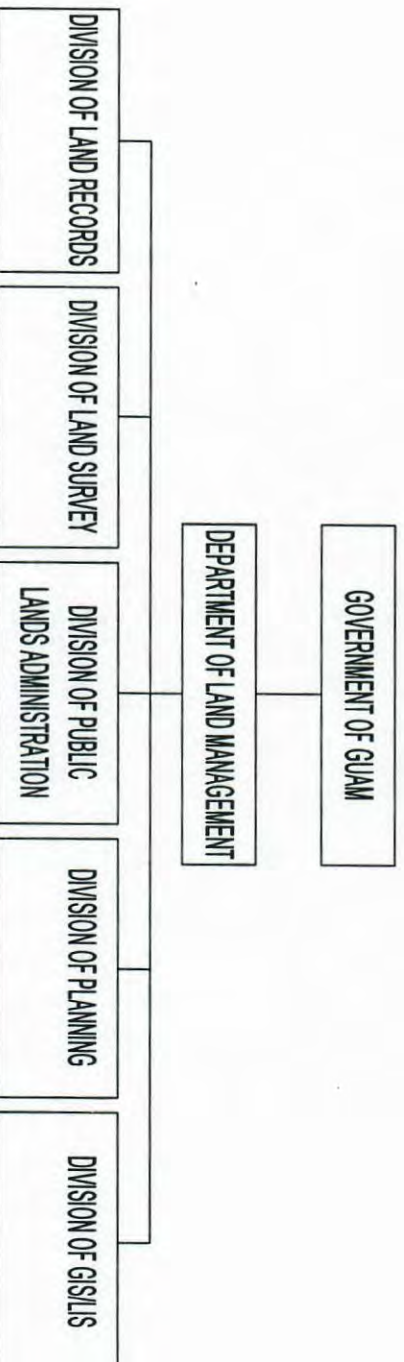 GOVERNMENT OF GUAM
DEPARTMENT OF LAND MANAGEMENT
DIVISION OF LAND RECORDS
DIVISION OF LAND SURVEY
DIVISION OF PUBLIC
LANDS ADMINISTRATION
DIVISION OF PLANNING
DIVISION OF GIS/LIS